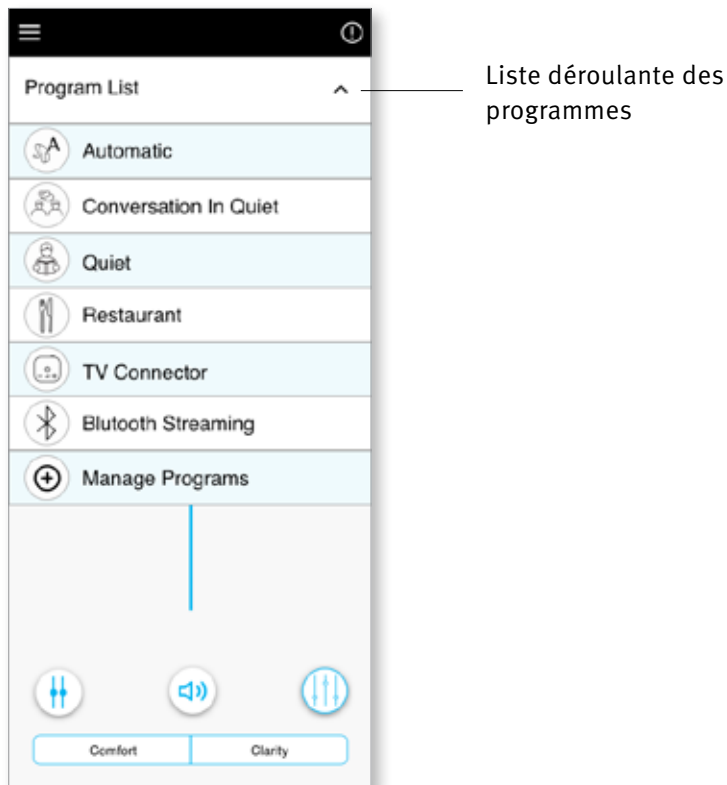 Program List
Liste déroulante des
programmes
Automatic
Conversation In Quiet
Quiet
Restaurant
TV Connector
Blutooth Streaming
Manage Programs
Comfort
Clarity